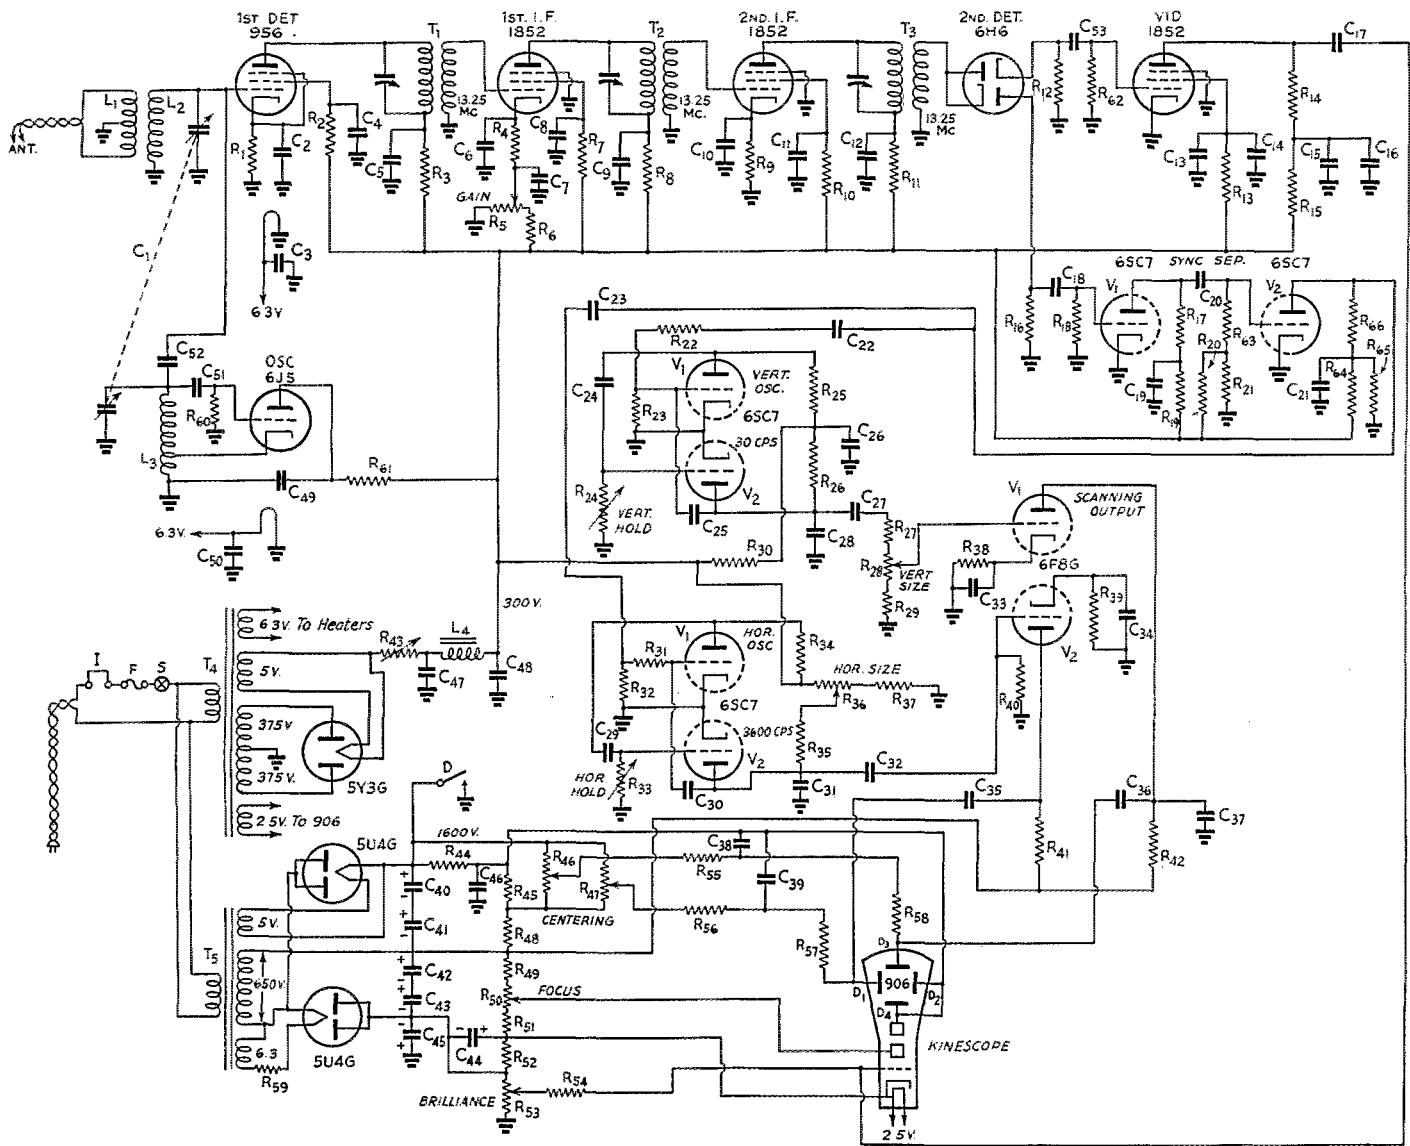 1ST DET
956
T1
1ST. I.F.
1852
T2
2ND. I.F.
1852
T3
2ND. DET.
6H6
C53
VID
1852
C17
L1
L2
ANT.
R1
C2
R2
C4
C5
13.25
MC
R3
C6
R4
C8
R7
C7
GAIN
R5
R6
C9
13.25
MC.
R8
C10
R9
C11
R10
C12
R11
13.25
MC
R12
R62
C13
R13
C14
R14
C15
C16
R15
C1
C3
6.3V
C52
C51
OSC
6J5
R60
L3
C49
R61
6.3V.
C50
C23
R22
C22
C24
V1
VERT.
OSC.
6SC7
R23
R25
C26
30 CPS
V2
R24
VERT.
HOLD
C25
R26
C27
C28
R30
R27
R28
VERT
SIZE
R29
6SC7
SYNC SEP.
6SC7
C18
V1
C20
V2
R16
R18
R17
R20
R63
R66
R65
C19
R19
R21
C21
R64
V1
SCANNING
OUTPUT
R38
6F8G
C33
R39
C34
V2
R40
300V.
6.3V. To Heaters
R43
L4
C47
C48
I
F
S
T4
5V.
375V
375V.
5Y3G
2.5V. To 906
V1
HOR.
OSC
R31
R32
6SC7
R34
HOR. SIZE
R36
R37
C29
3600 CPS
V2
R35
HOR
HOLD
R33
C30
C31
C32
C35
C36
C37
R41
R42
D
1600V.
5U4G
R44
C46
C40
C41
C42
C43
C45
C44
R45
R46
R47
CENTERING
C38
R55
C39
R56
R57
R58
R48
R49
R50
FOCUS
R51
R52
R53
R54
BRILLIANCE
T5
5V.
650V.
6.3
R59
5U4G
D3
D1
906
D2
D4
KINESCOPE
2.5V.